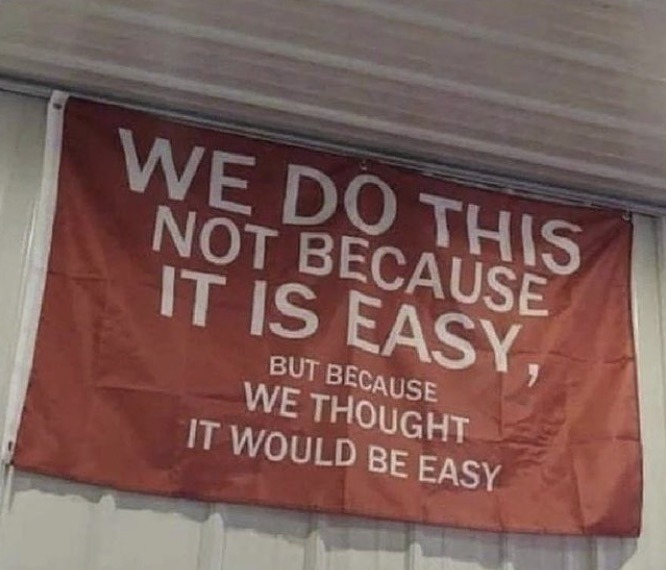 WE DO THIS
NOT BECAUSE
IT IS EASY,
BUT BECAUSE
WE THOUGHT
IT WOULD BE EASY